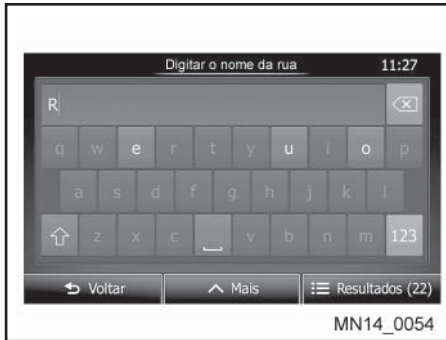 Digitar o nome da rua 11:27
R
q w e r t y u i o p
a s d f g h j k l
z x c v b n m 123
Voltar Mais Resultados (22)
MN14_0054